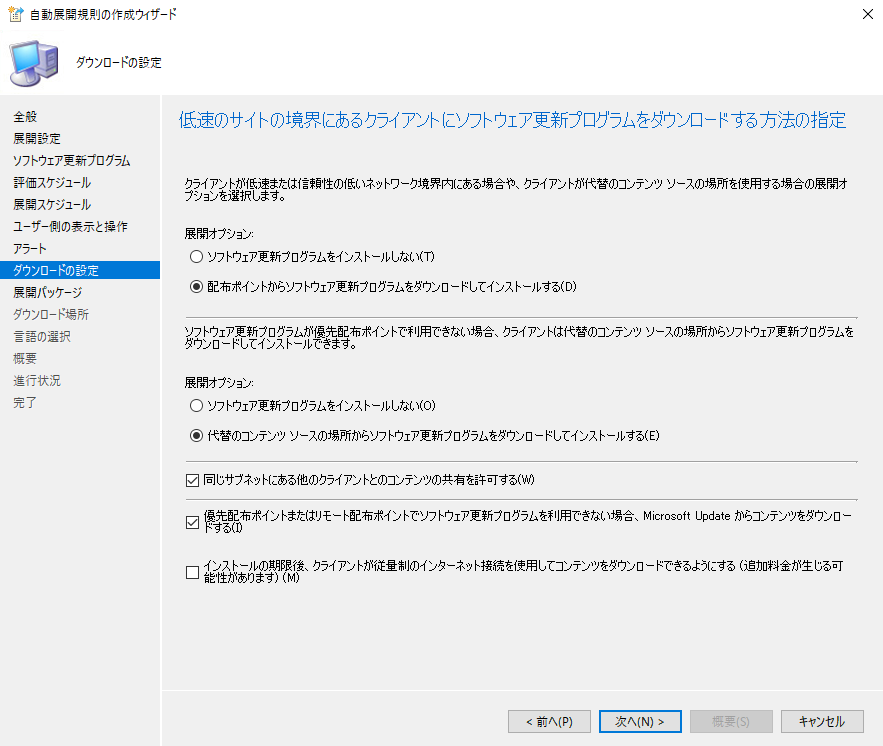 自動展開規則の作成ウィザード
ダウンロードの設定
全般
展開設定
ソフトウェア更新プログラム
評価スケジュール
展開スケジュール
ユーザー側の表示と操作
アラート
ダウンロードの設定
展開パッケージ
ダウンロード場所
言語の選択
概要
進行状況
完了
低速のサイトの境界にあるクライアントにソフトウェア更新プログラムをダウンロードする方法の指定
クライアントが低速または信頼性の低いネットワーク境界内にある場合や、クライアントが代替のコンテンツ ソースの場所を使用する場合の展開オ
プションを選択します。
展開オプション:
ソフトウェア更新プログラムをインストールしない(T)
配布ポイントからソフトウェア更新プログラムをダウンロードしてインストールする(D)
ソフトウェア更新プログラムが優先配布ポイントで利用できない場合、クライアントは代替のコンテンツ ソースの場所からソフトウェア更新プログラムを
ダウンロードしてインストールできます。
展開オプション:
ソフトウェア更新プログラムをインストールしない(O)
代替のコンテンツ ソースの場所からソフトウェア更新プログラムをダウンロードしてインストールする(E)
同じサブネットにある他のクライアントとのコンテンツの共有を許可する(W)
優先配布ポイントまたはリモート配布ポイントでソフトウェア更新プログラムを利用できない場合、Microsoft Update からコンテンツをダウンロー
ドする(I)
インストールの期限後、クライアントが従量制のインターネット接続を使用してコンテンツをダウンロードできるようにする (追加料金が生じる可
能性があります) (M)
< 前へ(P)
次へ(N) >
概要(S)
キャンセル